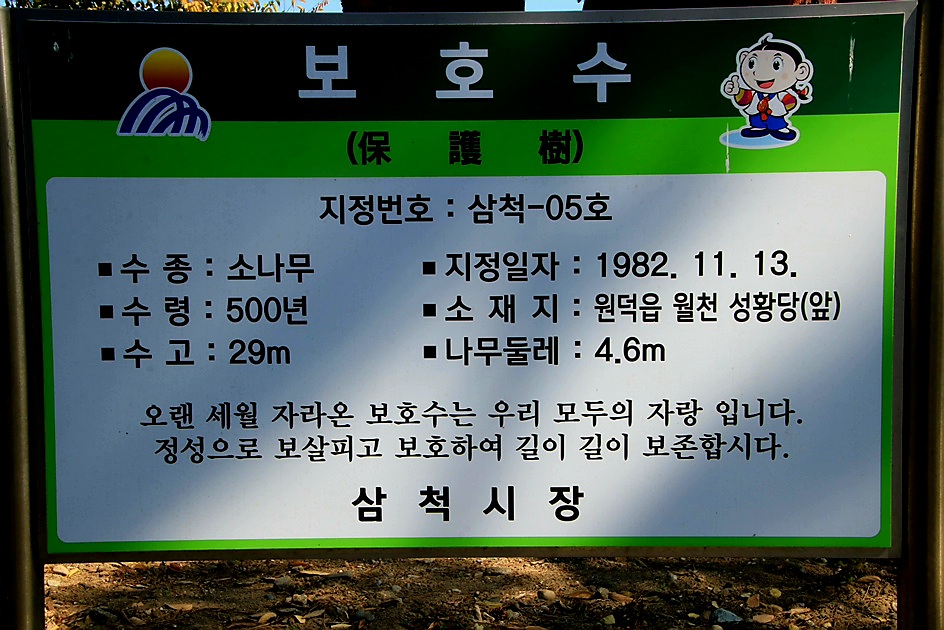 보 호 수
(保 護 樹)
지정번호 : 삼척-05호
■ 수 종 : 소나무 ■ 지정일자 : 1982. 11. 13.
■ 수 령 : 500년 ■ 소 재 지 : 원덕읍 월천 성황당(앞)
■ 수 고 : 29m ■ 나무둘레 : 4.6m
오랜 세월 자라온 보호수는 우리 모두의 자랑 입니다.
정성으로 보살피고 보호하여 길이 길이 보존합시다.
삼 척 시 장